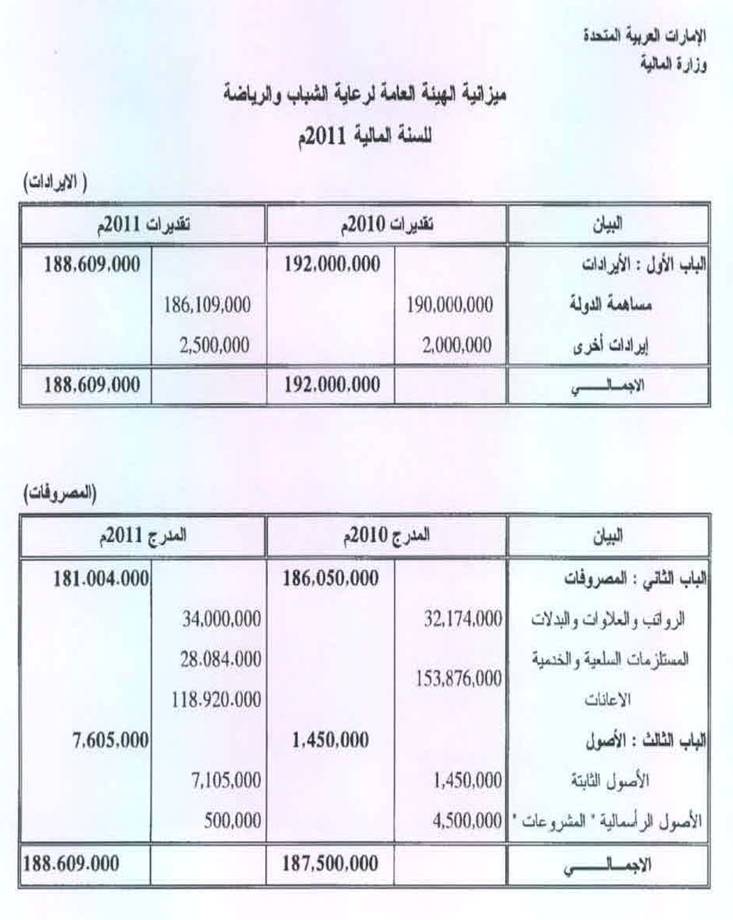 الإمارات العربية المتحدة
وزارة المالية
ميزانية الهيئة العامة لرعاية الشباب والرياضة
للسنة المالية 2011م
( الايرادات)
البيان تقديرات 2010م تقديرات 2011م
الباب الأول : الأيرادات 192.000.000 188.609.000
مساهمة الدولة 190,000,000 186,109,000
إيرادات أخرى 2,000,000 2,500,000
الاجمالـــــي 192.000.000 188.609.000
(المصروفات)
البيان المدرج 2010م المدرج 2011م
الباب الثاني : المصروفات 186,050,000 181.004.000
الرواتب والعلاوات والبدلات 32,174,000 34,000,000
المستلزمات السلعية والخدمية 153,876,000 28.084.000
الاعانات 118.920.000
الباب الثالث : الأصول 1,450,000 7,605,000
الأصول الثابتة 1,450,000 7,105,000
الأصول الرأسمالية " المشروعات " 4,500,000 500,000
الاجمـــالـــي 187,500,000 188.609.000